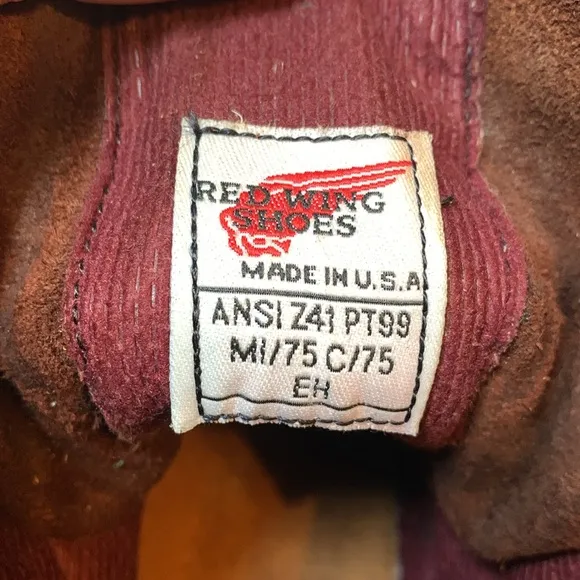 RED WING
SHOES
MADE IN U.S.A
ANSI Z41 PT99
MI/75 C/75
EH